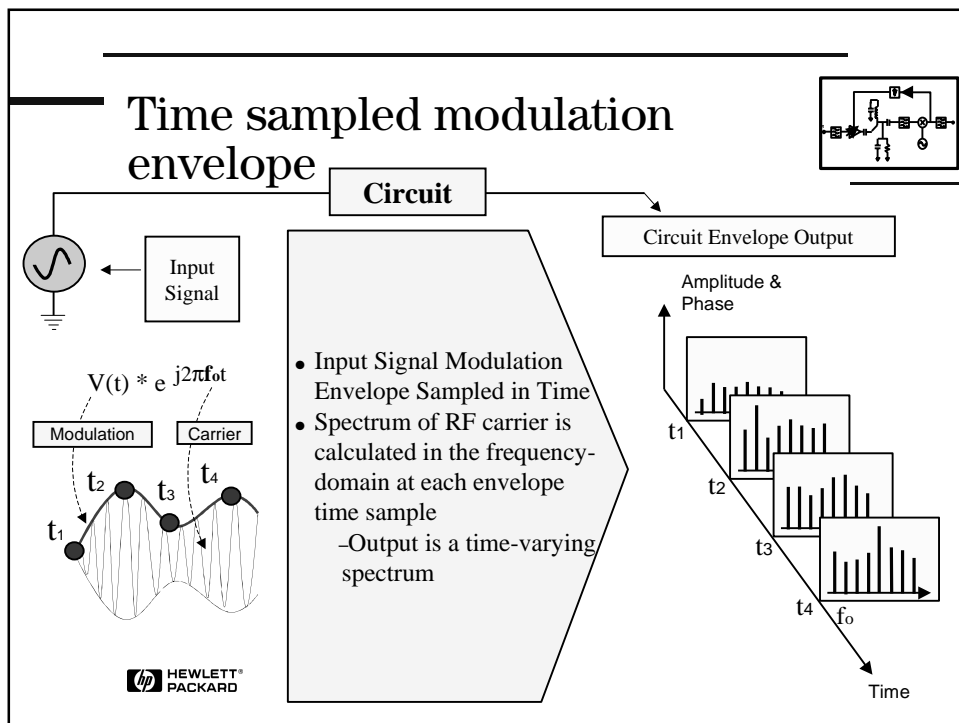 Time sampled modulation
envelope
Circuit
Circuit Envelope Output
Input
Signal
Amplitude &
Phase
V(t) * e j2πfot
Modulation
Carrier
t1
t2
t3
t4
● Input Signal Modulation
Envelope Sampled in Time
● Spectrum of RF carrier is
calculated in the frequency-
domain at each envelope
time sample
–Output is a time-varying
spectrum
t1
t2
t3
t4
fo
Time
hp HEWLETT®
PACKARD